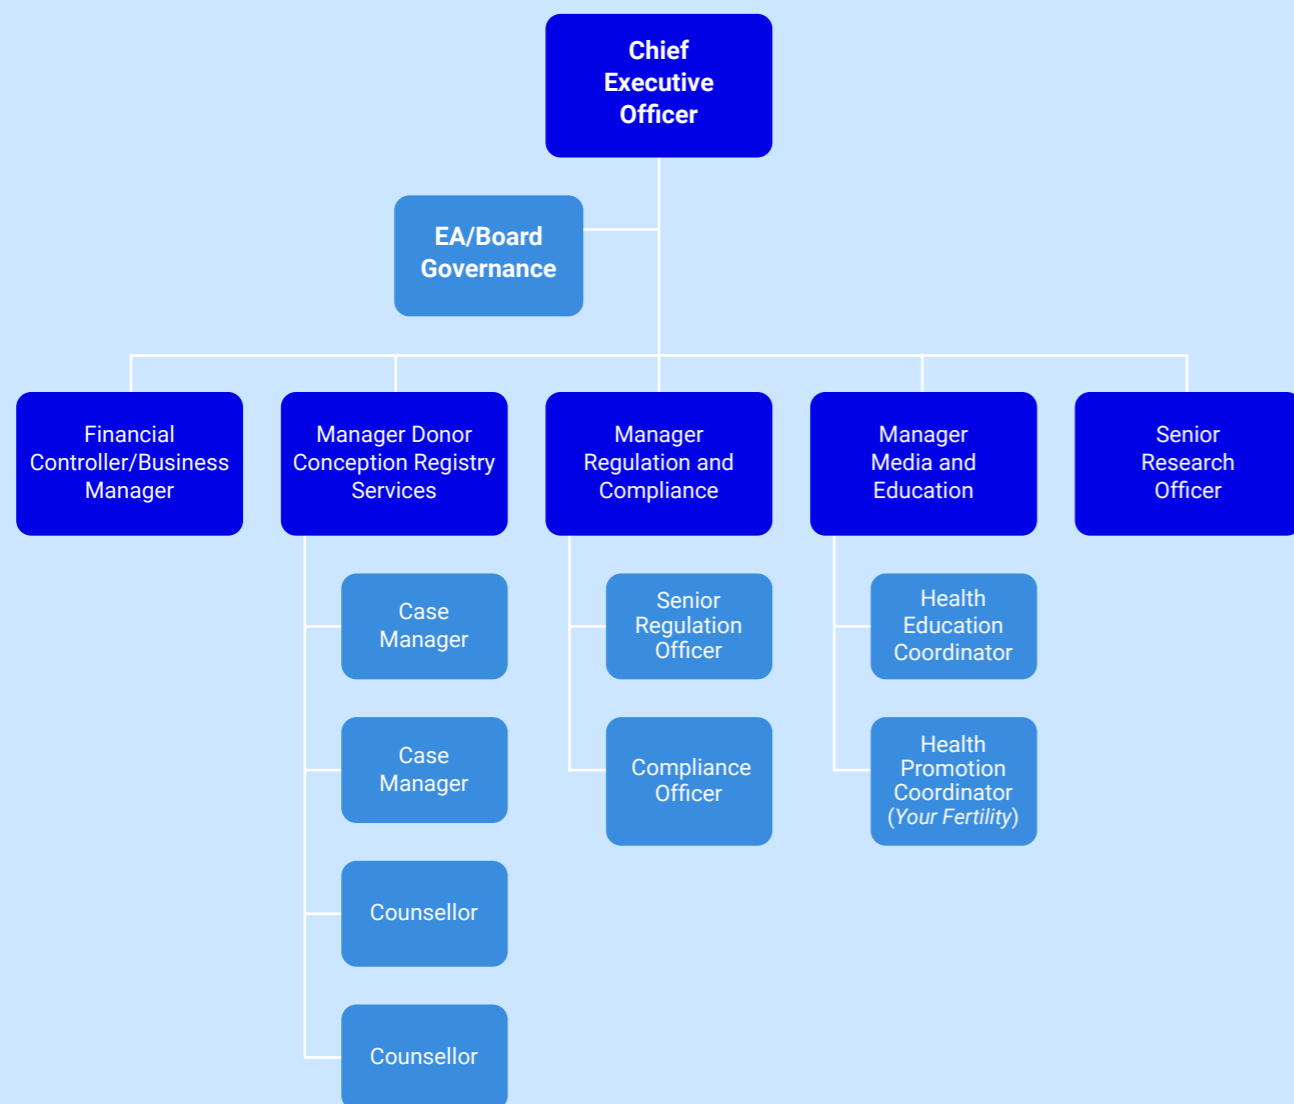 Chief
Executive
Officer
EA/Board
Governance
Financial
Controller/Business
Manager
Manager Donor
Conception Registry
Services
Manager
Regulation and
Compliance
Manager
Media and
Education
Senior
Research
Officer
Case
Manager
Case
Manager
Counsellor
Counsellor
Senior
Regulation
Officer
Compliance
Officer
Health
Education
Coordinator
Health
Promotion
Coordinator
(Your Fertility)